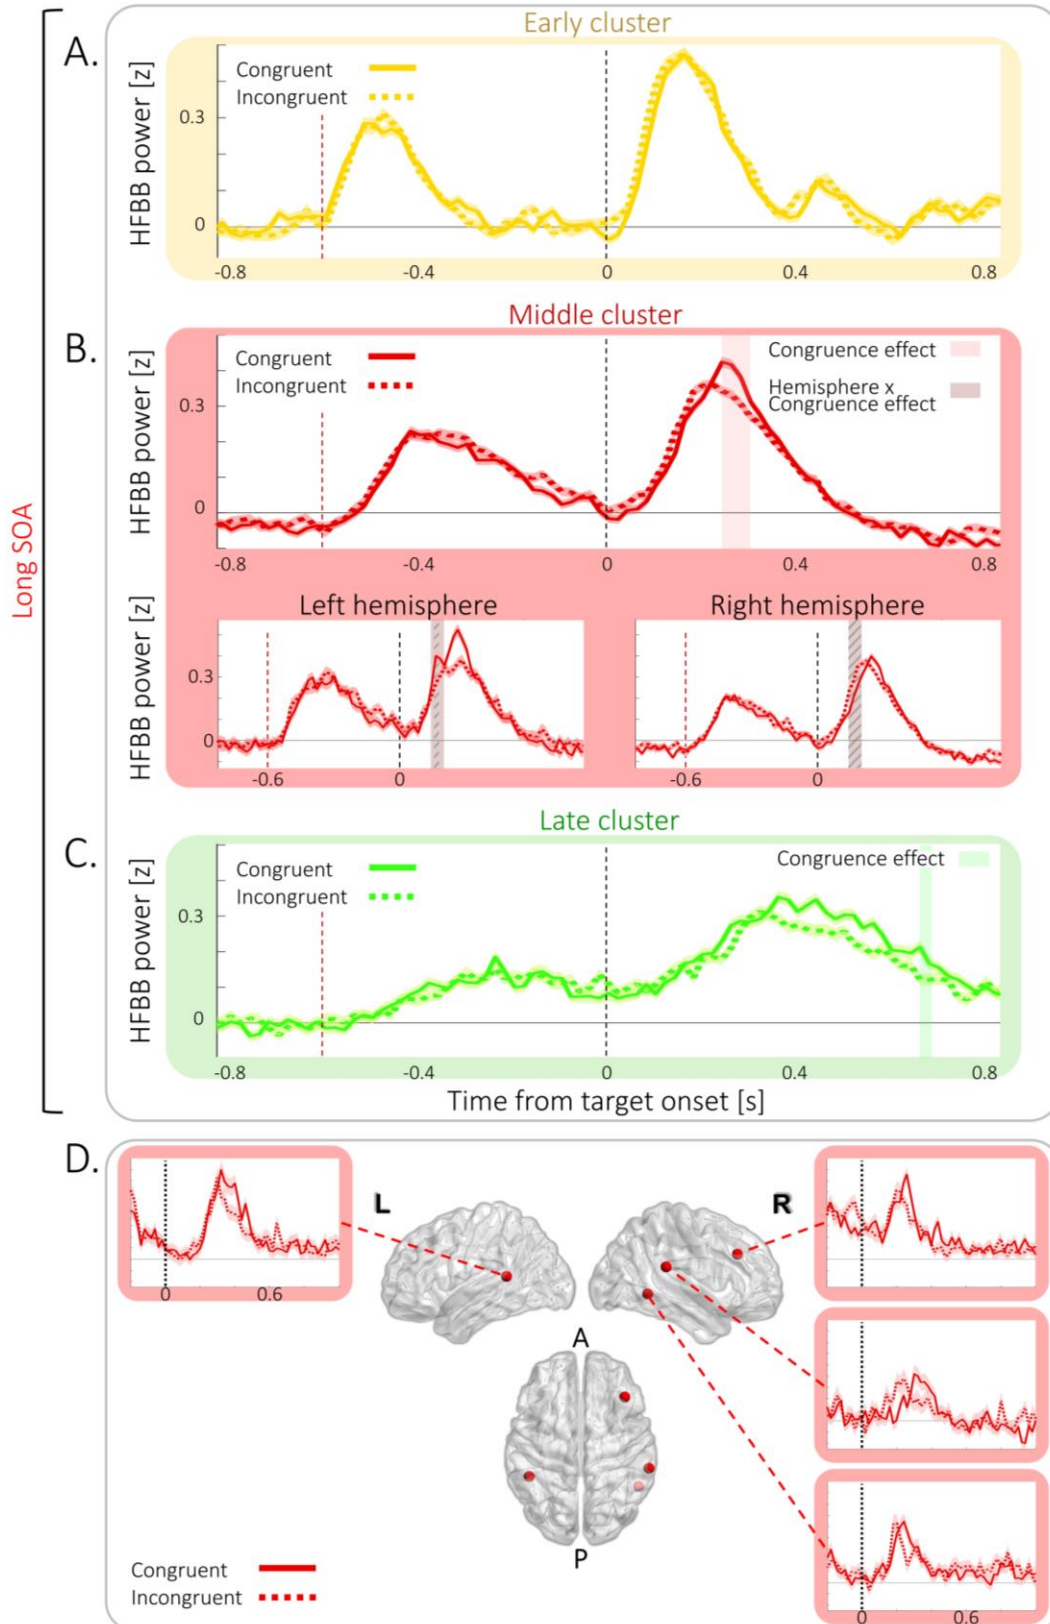 Long SOA
A.
Early cluster
HFBB power [z]
Congruent
Incongruent
0.3
0
-0.8 -0.4 0 0.4 0.8
B.
Middle cluster
HFBB power [z]
Congruent
Incongruent
Congruence effect
Hemisphere x
Congruence effect
0.3
0
-0.8 -0.4 0 0.4 0.8
HFBB power [z]
Left hemisphere
0.3
0
-0.6 0
Right hemisphere
-0.6 0
C.
Late cluster
HFBB power [z]
Congruent
Incongruent
Congruence effect
0.3
0
-0.8 -0.4 0 0.4 0.8
Time from target onset [s]
D.
0 0.6
L
R
A
P
0 0.6
Congruent
Incongruent